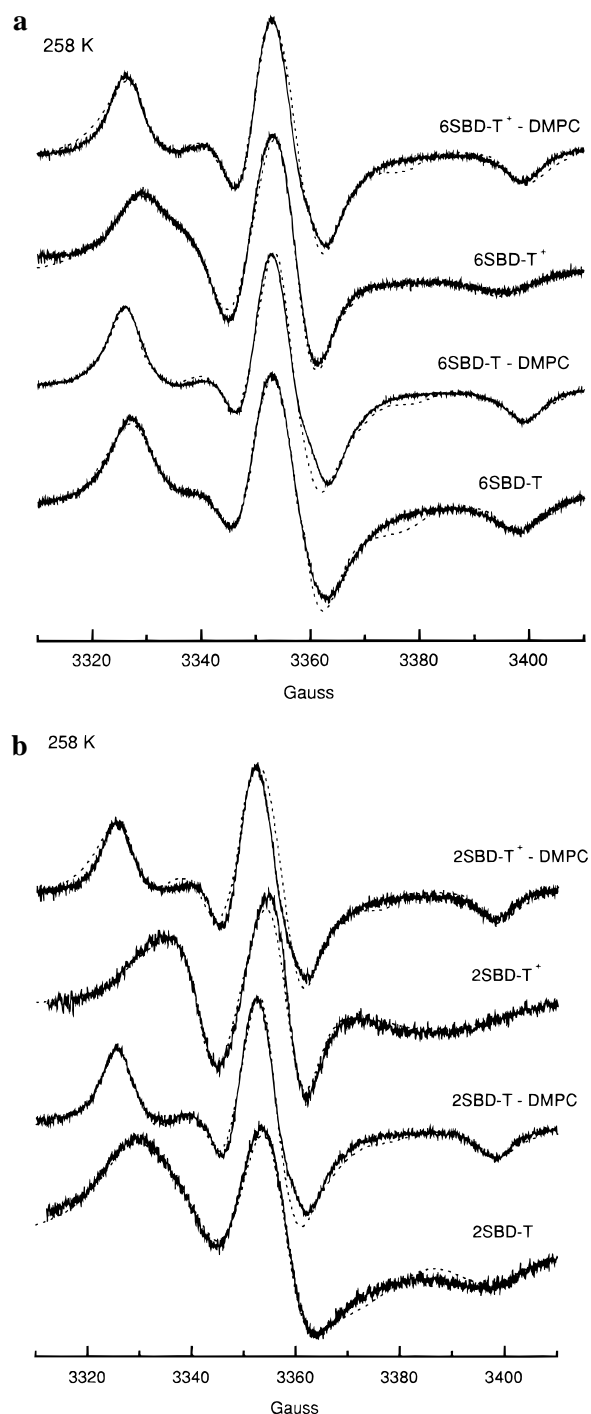 a
258 K
6SBD-T+ - DMPC
6SBD-T+
6SBD-T - DMPC
6SBD-T
3320 3340 3360 3380 3400
Gauss
b
258 K
2SBD-T+ - DMPC
2SBD-T+
2SBD-T - DMPC
2SBD-T
3320 3340 3360 3380 3400
Gauss